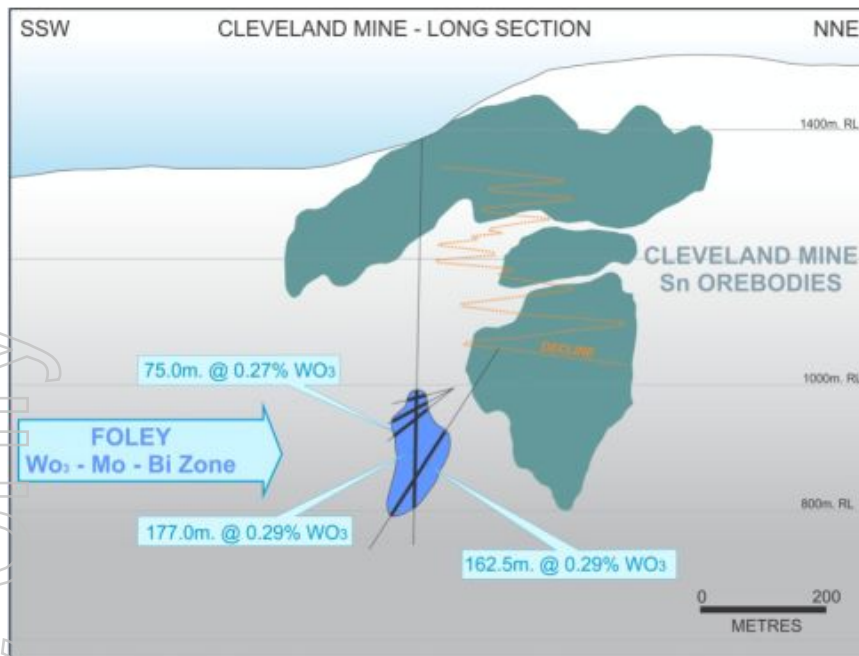 SSW
CLEVELAND MINE - LONG SECTION
NNE
1400m. RL
CLEVELAND MINE
Sn OREBODIES
DECLINE
75.0m. @ 0.27% WO₃
1000m. RL
FOLEY
Wo₃ - Mo - Bi Zone
800m. RL
177.0m. @ 0.29% WO₃
162.5m. @ 0.29% WO₃
0 200
METRES